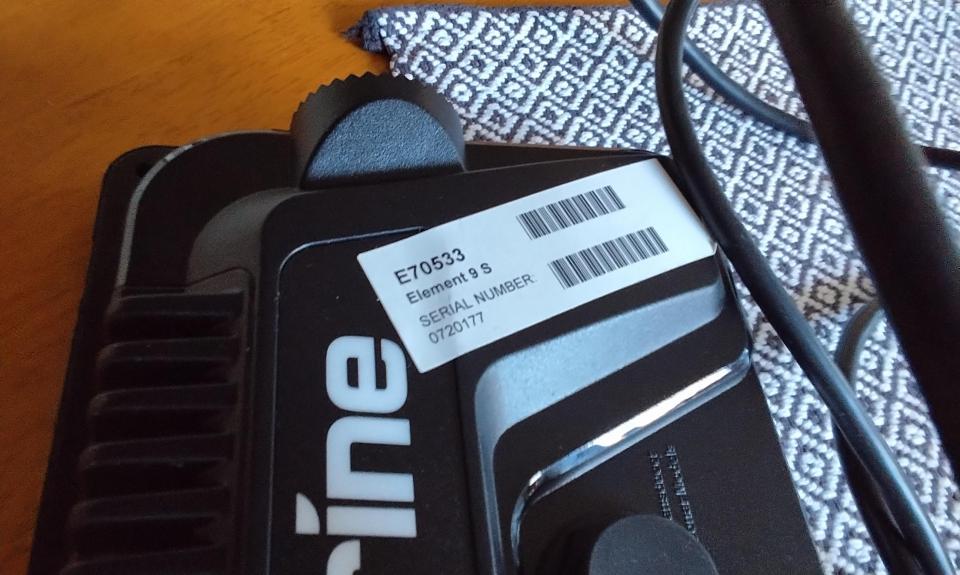 E70533
Element 9 S
SERIAL NUMBER:
0720177
rine